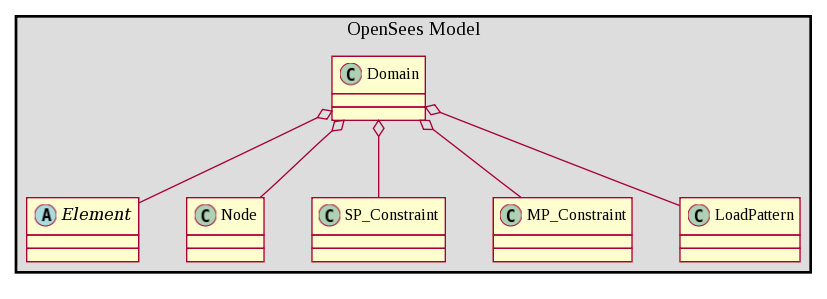 OpenSees Model
C Domain
A Element
C Node
C SP_Constraint
C MP_Constraint
C LoadPattern